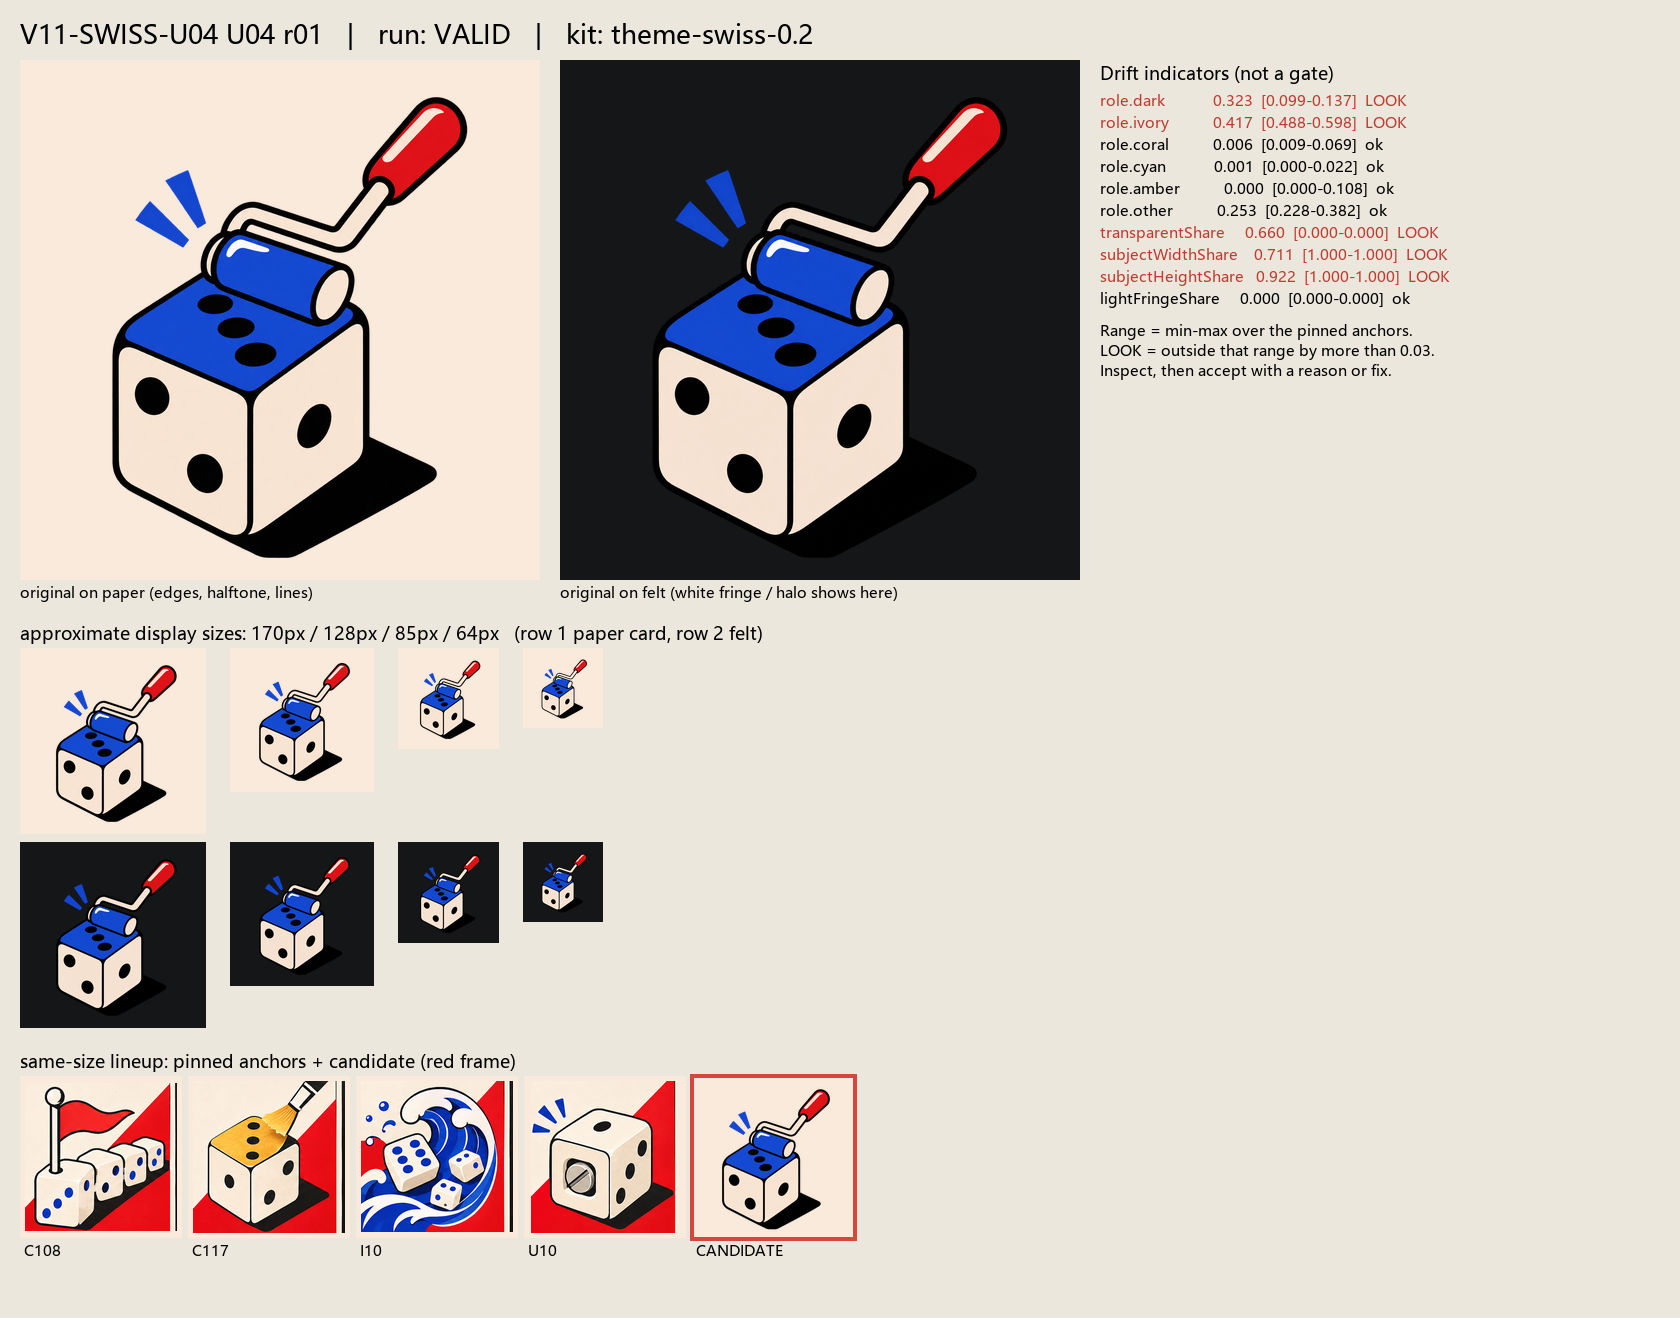 V11-SWISS-U04 U04 r01 | run: VALID | kit: theme-swiss-0.2
Drift indicators (not a gate)
role.dark 0.323 [0.099-0.137] LOOK
role.ivory 0.417 [0.488-0.598] LOOK
role.coral 0.006 [0.009-0.069] ok
role.cyan 0.001 [0.000-0.022] ok
role.amber 0.000 [0.000-0.108] ok
role.other 0.253 [0.228-0.382] ok
transparentShare 0.660 [0.000-0.000] LOOK
subjectWidthShare 0.711 [1.000-1.000] LOOK
subjectHeightShare 0.922 [1.000-1.000] LOOK
lightFringeShare 0.000 [0.000-0.000] ok
Range = min-max over the pinned anchors.
LOOK = outside that range by more than 0.03.
Inspect, then accept with a reason or fix.
original on paper (edges, halftone, lines)
original on felt (white fringe / halo shows here)
approximate display sizes: 170px / 128px / 85px / 64px (row 1 paper card, row 2 felt)
same-size lineup: pinned anchors + candidate (red frame)
C108
C117
I10
U10
CANDIDATE